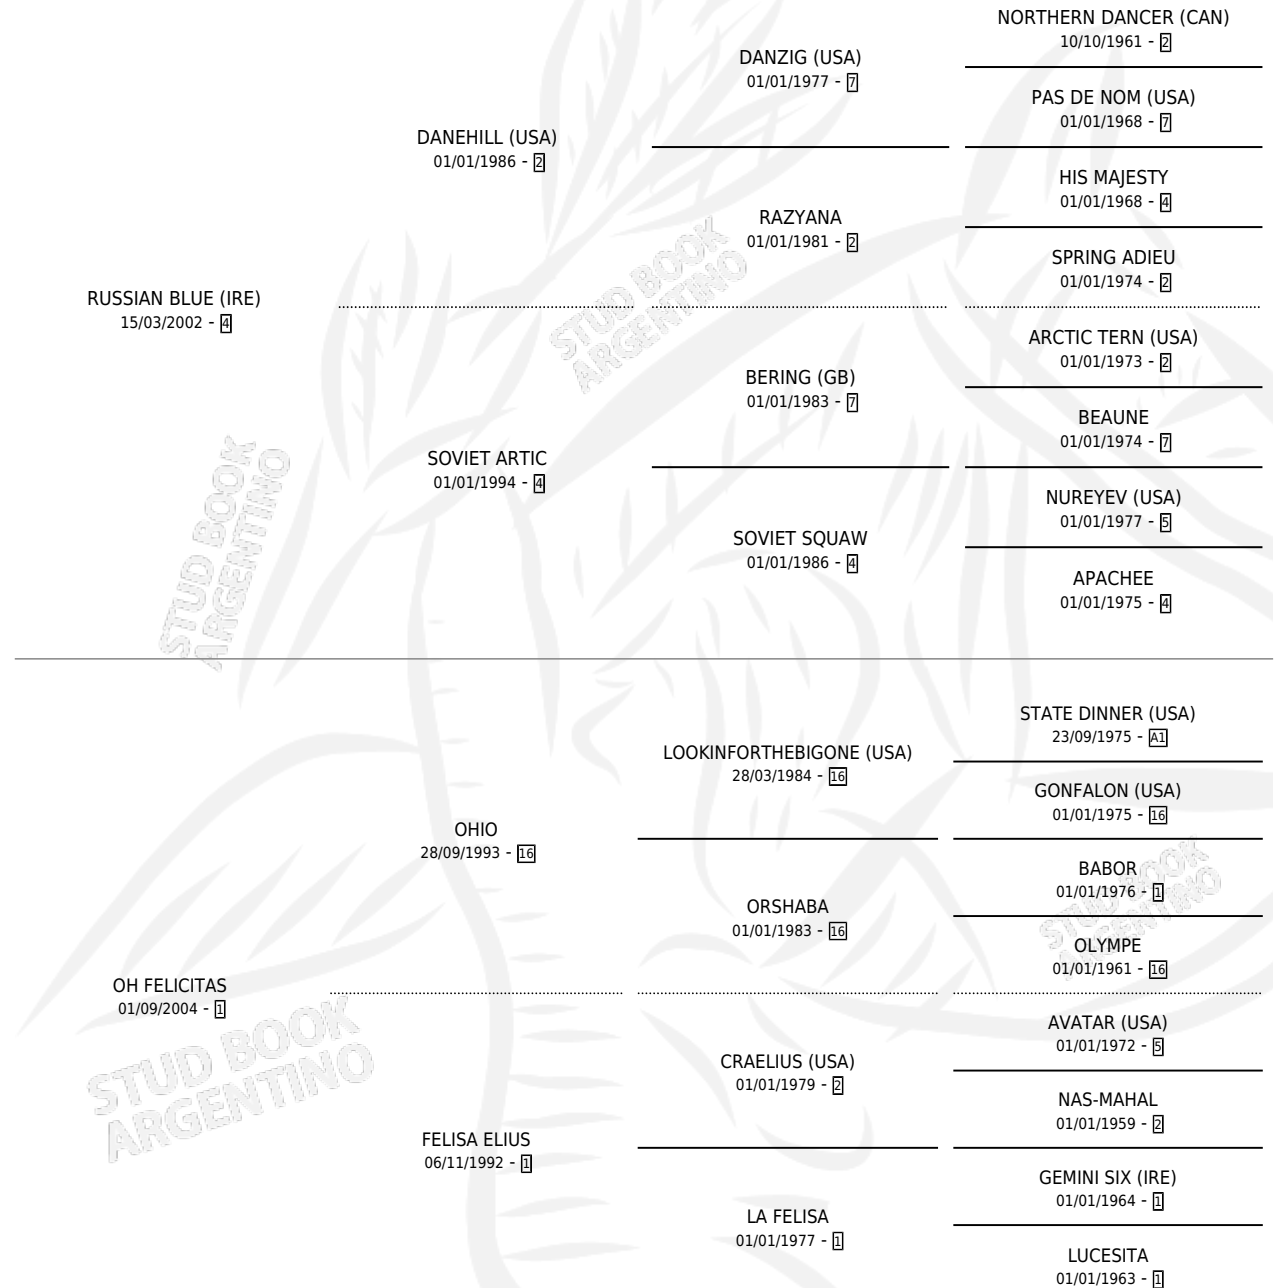 NORTHERN DANCER (CAN)
10/10/1961 - 2
DANZIG (USA)
01/01/1977 - 7
PAS DE NOM (USA)
01/01/1968 - 7
DANEHILL (USA)
01/01/1986 - 2
HIS MAJESTY
01/01/1968 - 4
RAZYANA
01/01/1981 - 2
SPRING ADIEU
01/01/1974 - 2
RUSSIAN BLUE (IRE)
15/03/2002 - 4
STUD BOOK
ARGENTINO
ARCTIC TERN (USA)
01/01/1973 - 2
BERING (GB)
01/01/1983 - 7
BEAUNE
01/01/1974 - 7
SOVIET ARTIC
01/01/1994 - 4
NUREYEV (USA)
01/01/1977 - 5
SOVIET SQUAW
01/01/1986 - 4
APACHEE
01/01/1975 - 4
STUD BOOK
ARGENTINO
STATE DINNER (USA)
23/09/1975 - A1
LOOKINFORTHEBIGONE (USA)
28/03/1984 - 16
GONFALON (USA)
01/01/1975 - 16
OHIO
28/09/1993 - 16
BABOR
01/01/1976 - 1
ORSHABA
01/01/1983 - 16
OLYMPE
01/01/1961 - 16
STUD BOOK
ARGENTINO
OH FELICITAS
01/09/2004 - 1
STUD BOOK
ARGENTINO
AVATAR (USA)
01/01/1972 - 5
CRAELIUS (USA)
01/01/1979 - 2
NAS-MAHAL
01/01/1959 - 2
FELISA ELIUS
06/11/1992 - 1
GEMINI SIX (IRE)
01/01/1964 - 1
LA FELISA
01/01/1977 - 1
LUCESITA
01/01/1963 - 1